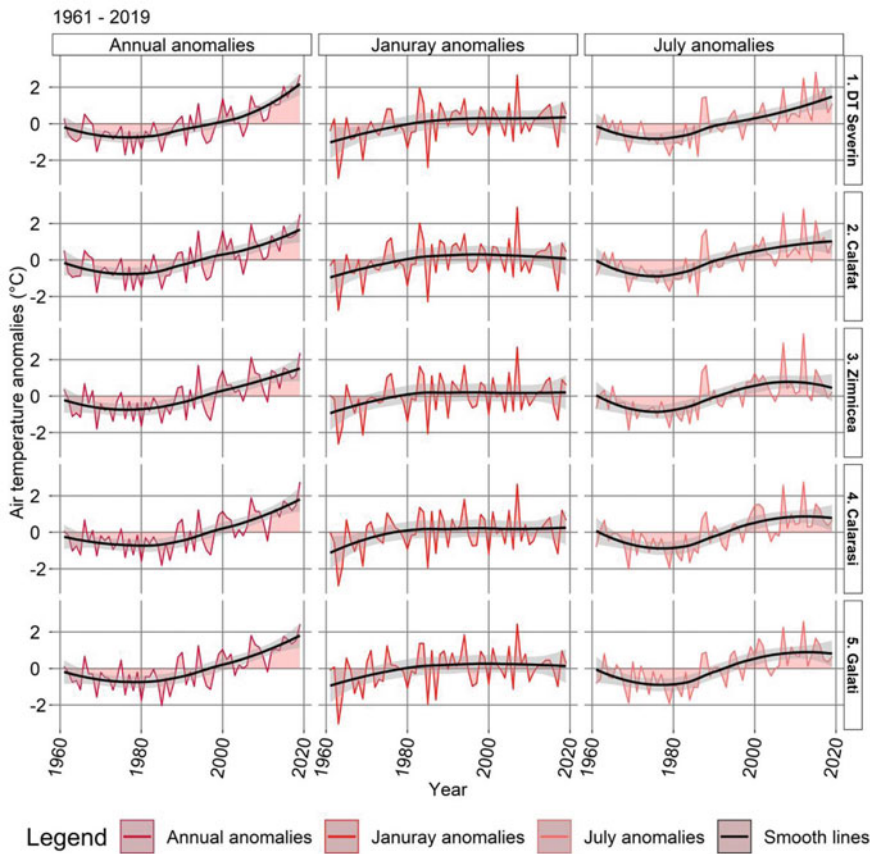 1961 - 2019
Annual anomalies
Januray anomalies
July anomalies
Air temperature anomalies (°C)
2
0
-2
1. DT Severin
2
0
-2
2. Calafat
2
0
-2
3. Zimnicea
2
0
-2
4. Calarasi
2
0
-2
5. Galati
1960
1980
2000
2020
1960
1980
2000
2020
1960
1980
2000
2020
Year
Legend
Annual anomalies
Januray anomalies
July anomalies
Smooth lines